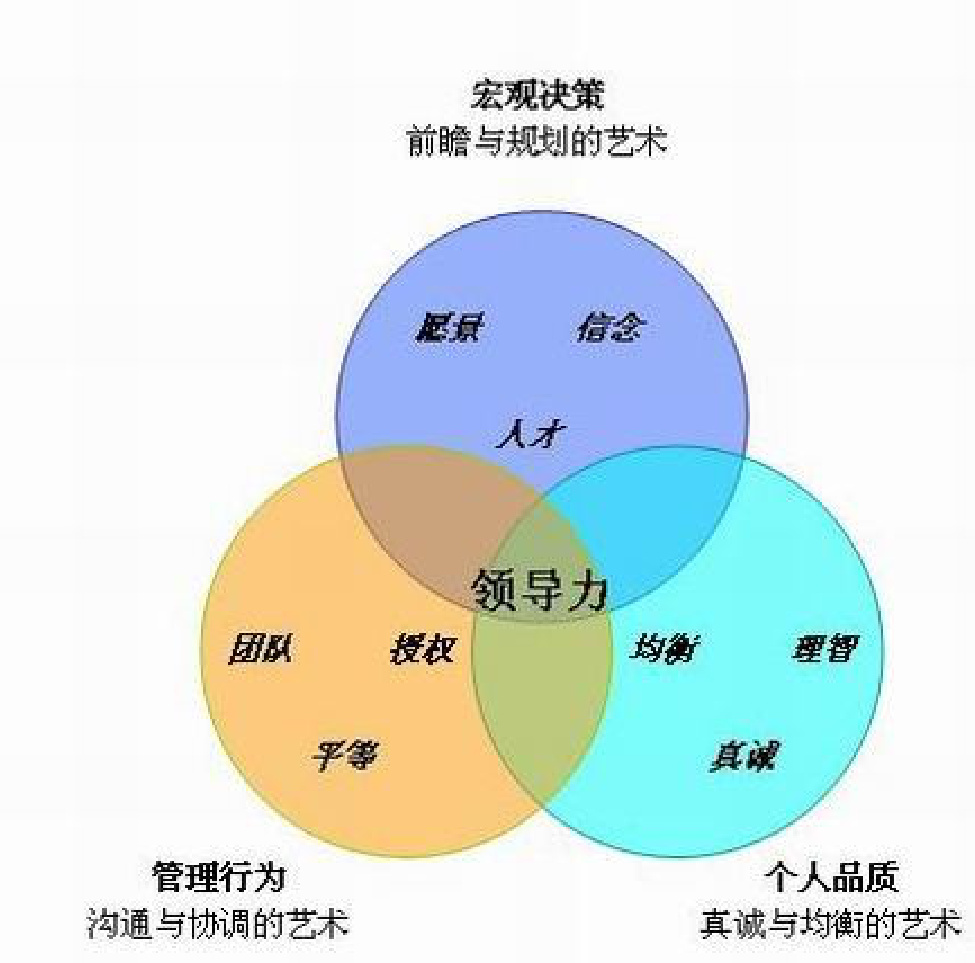 宏观决策
前瞻与规划的艺术
愿景 信念
人才
领导力
团队 授权 均衡 理智
平等 真诚
管理行为 个人品质
沟通与协调的艺术 真诚与均衡的艺术